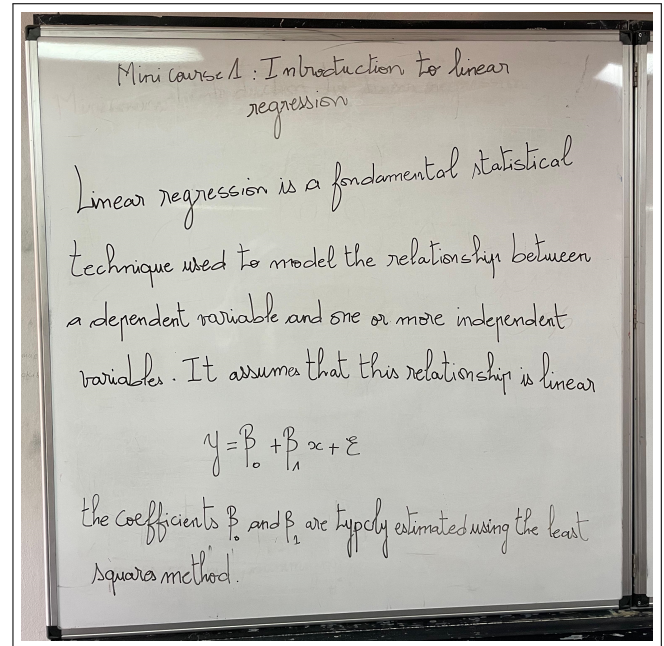 Mini course 1 : Introduction to linear
regression
Linear regression is a fondamental statistical
technique used to model the relationship between
a dependent variable and one or more independent
variables. It assumes that this relationship is linear
y = β₀ + β₁ x + ε
the coefficients β₀ and β₁ are typcly estimated using the least
squares method.